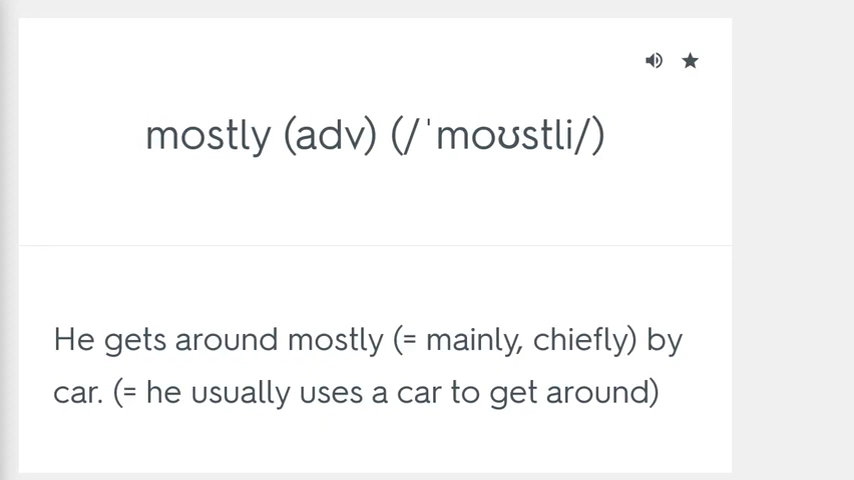 mostly (adv) (/ˈmoʊstli/)
He gets around mostly (= mainly, chiefly) by
car. (= he usually uses a car to get around)